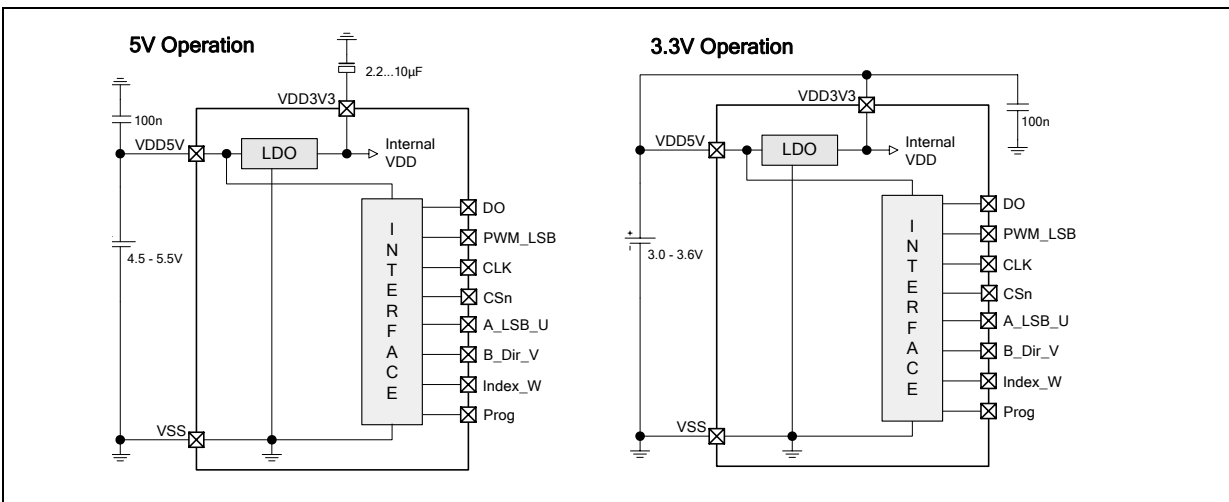 5V Operation
2.2...10µF
VDD3V3
100n
VDD5V
LDO
Internal
VDD
DO
PWM_LSB
CLK
CSn
A_LSB_U
B_Dir_V
Index_W
Prog
I
N
T
E
R
F
A
C
E
4.5 - 5.5V
VSS
3.3V Operation
VDD3V3
100n
VDD5V
LDO
Internal
VDD
DO
PWM_LSB
CLK
CSn
A_LSB_U
B_Dir_V
Index_W
Prog
I
N
T
E
R
F
A
C
E
+
-
3.0 - 3.6V
VSS